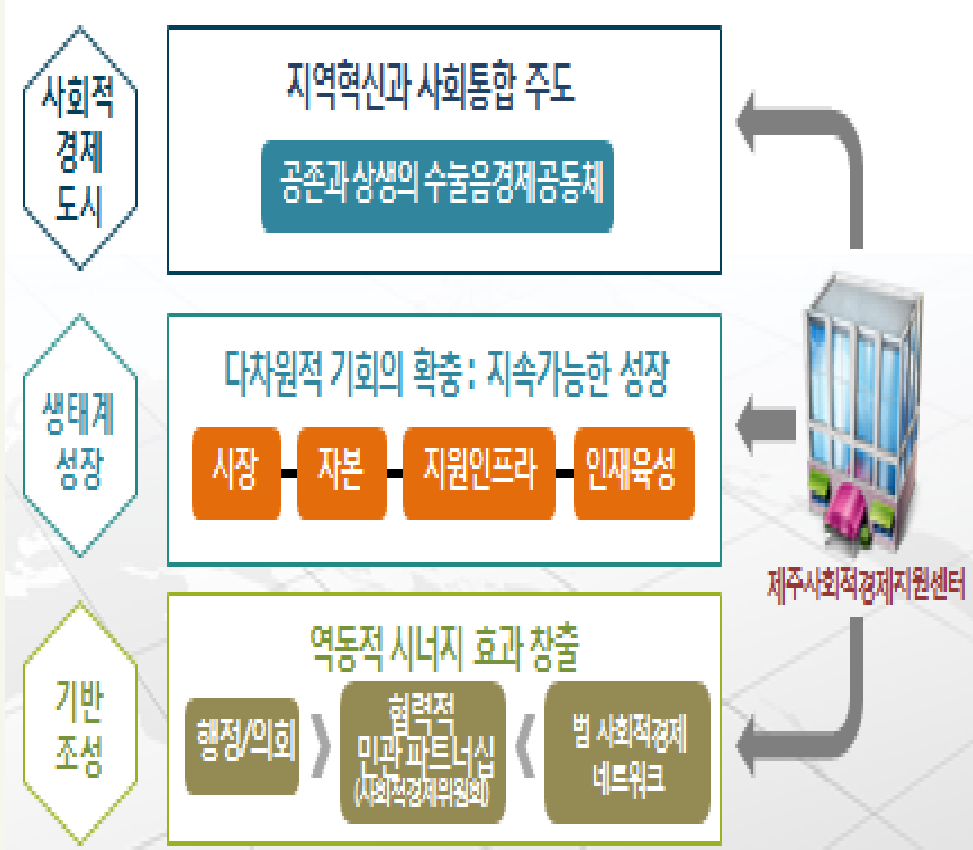 사회적
경제
도시
지역혁신과 사회통합 주도
공존과 상생의 수눌음경제공동체
생태계
성장
다차원적 기회의 확충 : 지속가능한 성장
시장
자본
지원인프라
인재육성
제주사회적경제지원센터
기반
조성
역동적 시너지 효과 창출
행정/의회
협력적
민관 파트너십
(사회적경제위원회)
범 사회적경제
네트워크